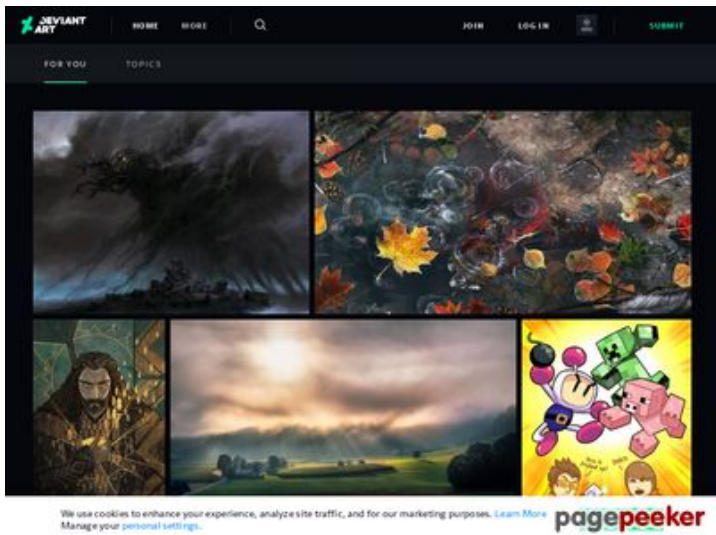 DEVIANT
ART
HOME
MORE
JOIN
LOG IN
SUBMIT
FOR YOU
TOPICS
We use cookies to enhance your experience, analyze site traffic, and for our marketing purposes. Learn More
Manage your personal settings.
pagepeeker